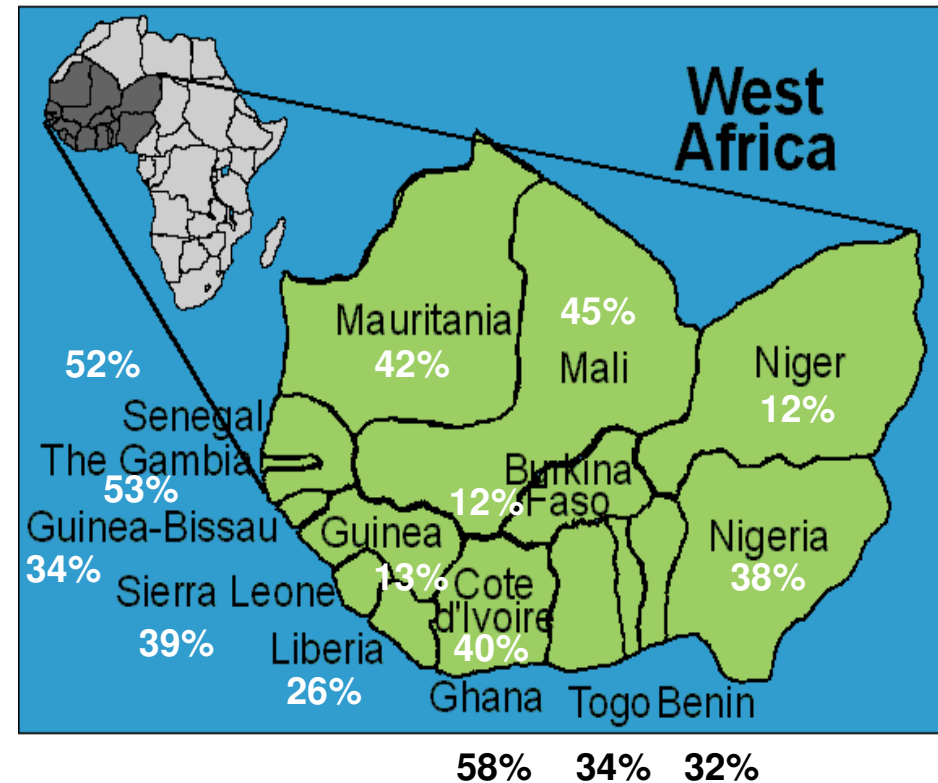 West
Africa
45%
Mauritania
52%
42%
Mali
Niger
12%
Senegal
The Gambia
53%
Burkina
12%
Faso
Guinea-Bissau
Guinea
Nigeria
34%
13%
38%
Sierra Leone
Cote
d'Ivoire
39%
Liberia
40%
26%
Ghana
Togo
Benin
58%
34%
32%